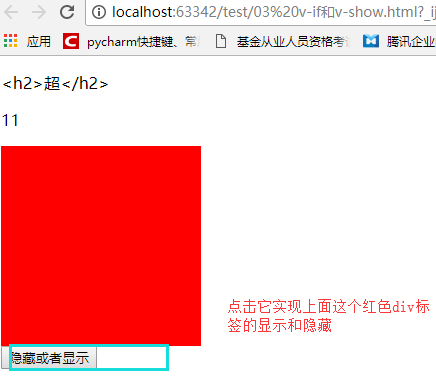 localhost:63342/test/03%20v-if和v-show.html?_ij
应用 pycharm快捷键、常 基金从业人员资格考 腾讯企业
<h2>超</h2>
11
点击它实现上面这个红色div标
签的显示和隐藏
隐藏或者显示